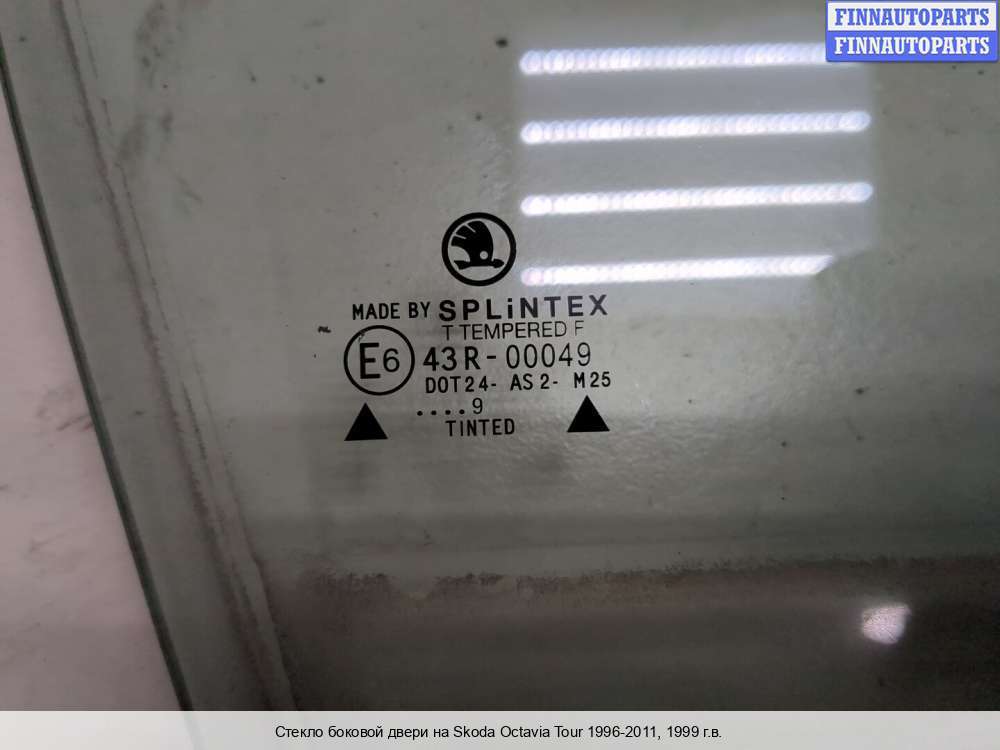 FINNAUTOPARTS
FINNAUTOPARTS
MADE BY SPLiNTEX
T TEMPERED F
E6 43R-00049
DOT24- AS2- M25
....9
TINTED
Стекло боковой двери на Skoda Octavia Tour 1996-2011, 1999 г.в.